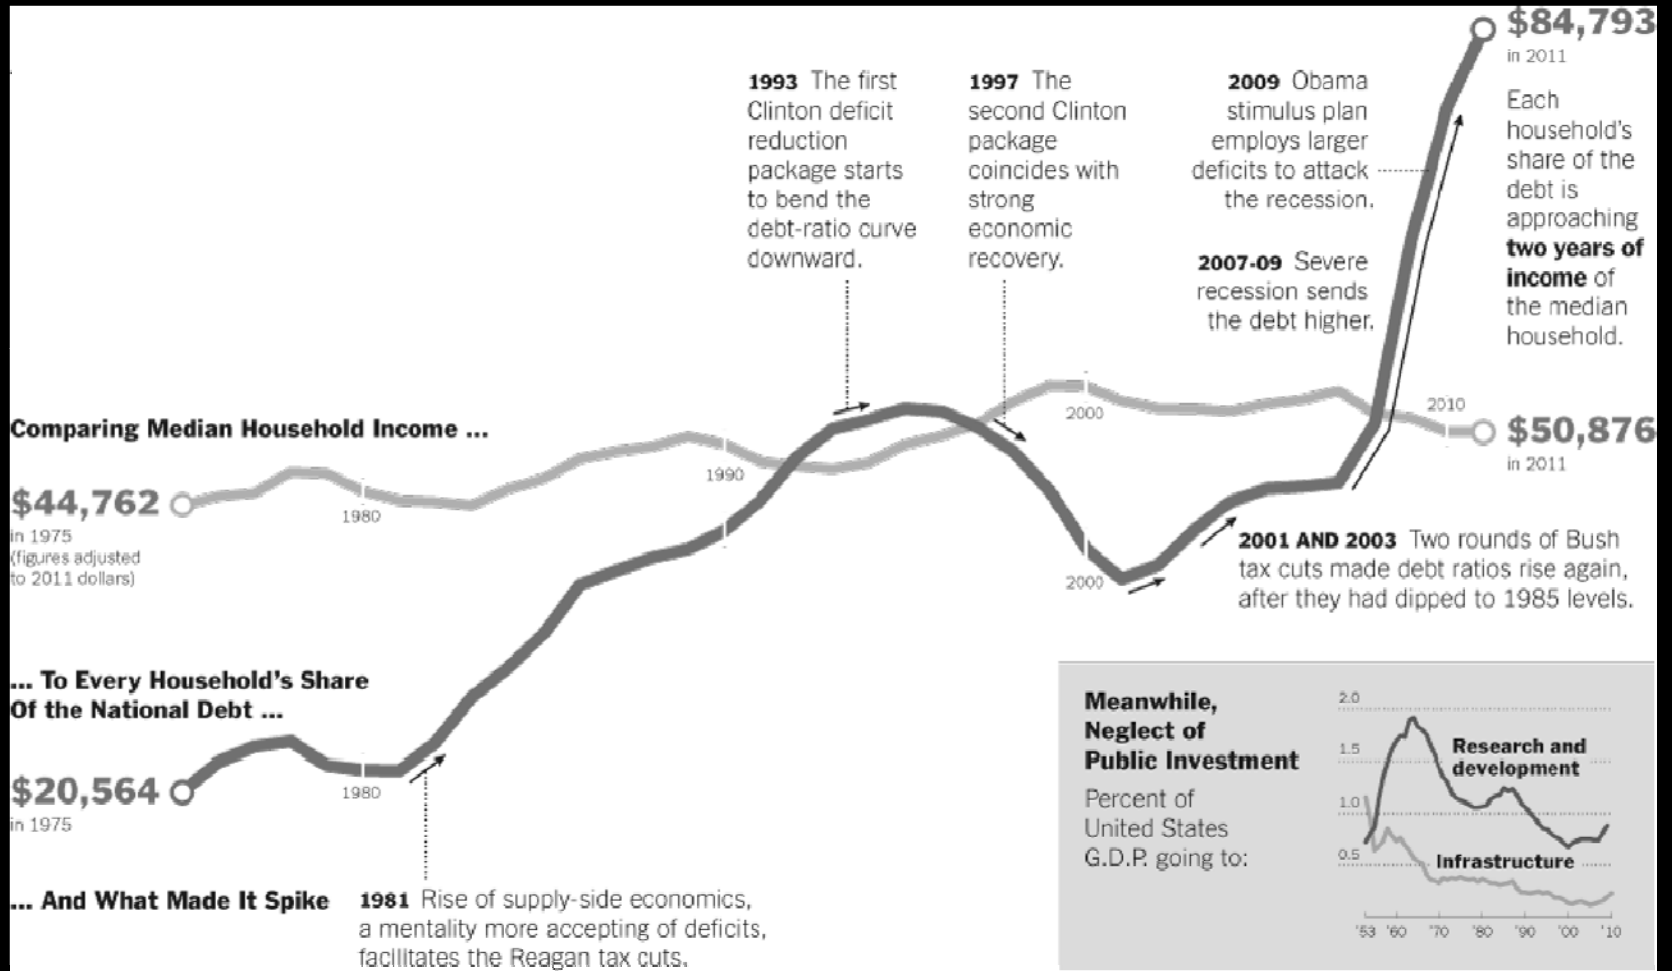 $84,793
in 2011
Each
household's
share of the
debt is
approaching
two years of
income of
the median
household.
1993 The first
Clinton deficit
reduction
package starts
to bend the
debt-ratio curve
downward.
1997 The
second Clinton
package
coincides with
strong
economic
recovery.
2009 Obama
stimulus plan
employs larger
deficits to attack
the recession.
2007-09 Severe
recession sends
the debt higher.
Comparing Median Household Income ...
$44,762
in 1975
(figures adjusted
to 2011 dollars)
1980
1990
2000
2010
$50,876
in 2011
2001 AND 2003 Two rounds of Bush
tax cuts made debt ratios rise again,
after they had dipped to 1985 levels.
2000
... To Every Household's Share
Of the National Debt ...
$20,564
in 1975
1980
... And What Made It Spike
1981 Rise of supply-side economics,
a mentality more accepting of deficits,
facilitates the Reagan tax cuts.
Meanwhile,
Neglect of
Public Investment
Percent of
United States
G.D.P. going to:
2.0
1.5
1.0
0.5
Research and
development
Infrastructure
'53 '60 '70 '80 '90 '00 '10